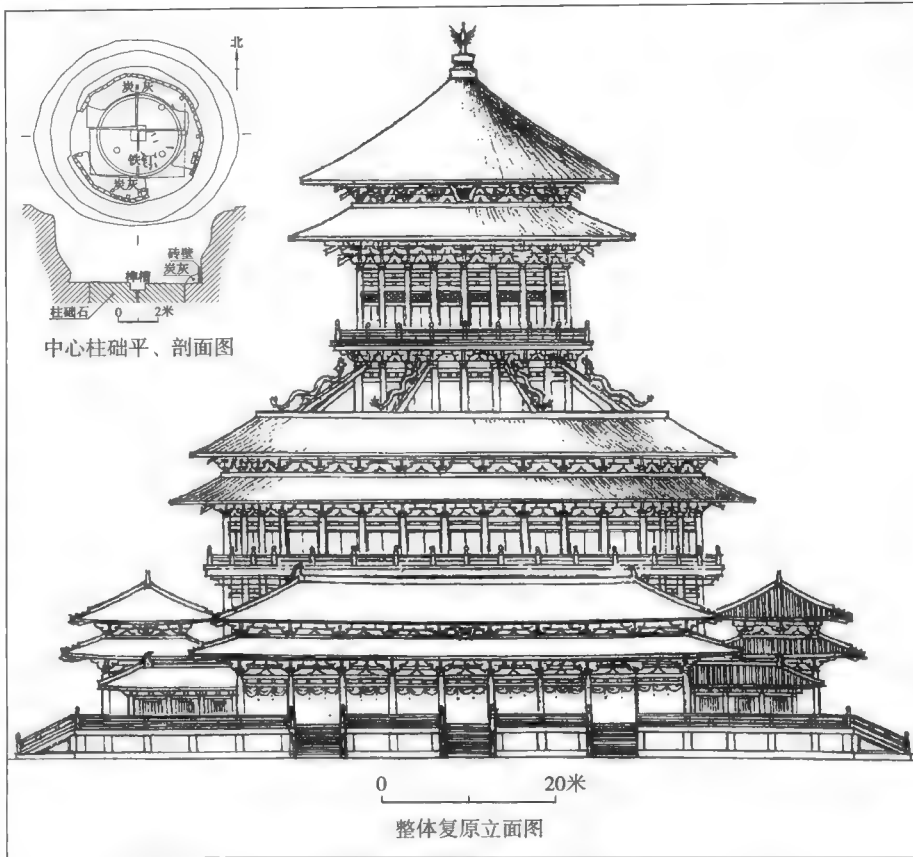 北
炭灰
铁钉
炭灰
砖壁
榫槽
炭灰
柱础石
0 2米
中心柱础平、剖面图
0 20米
整体复原立面图